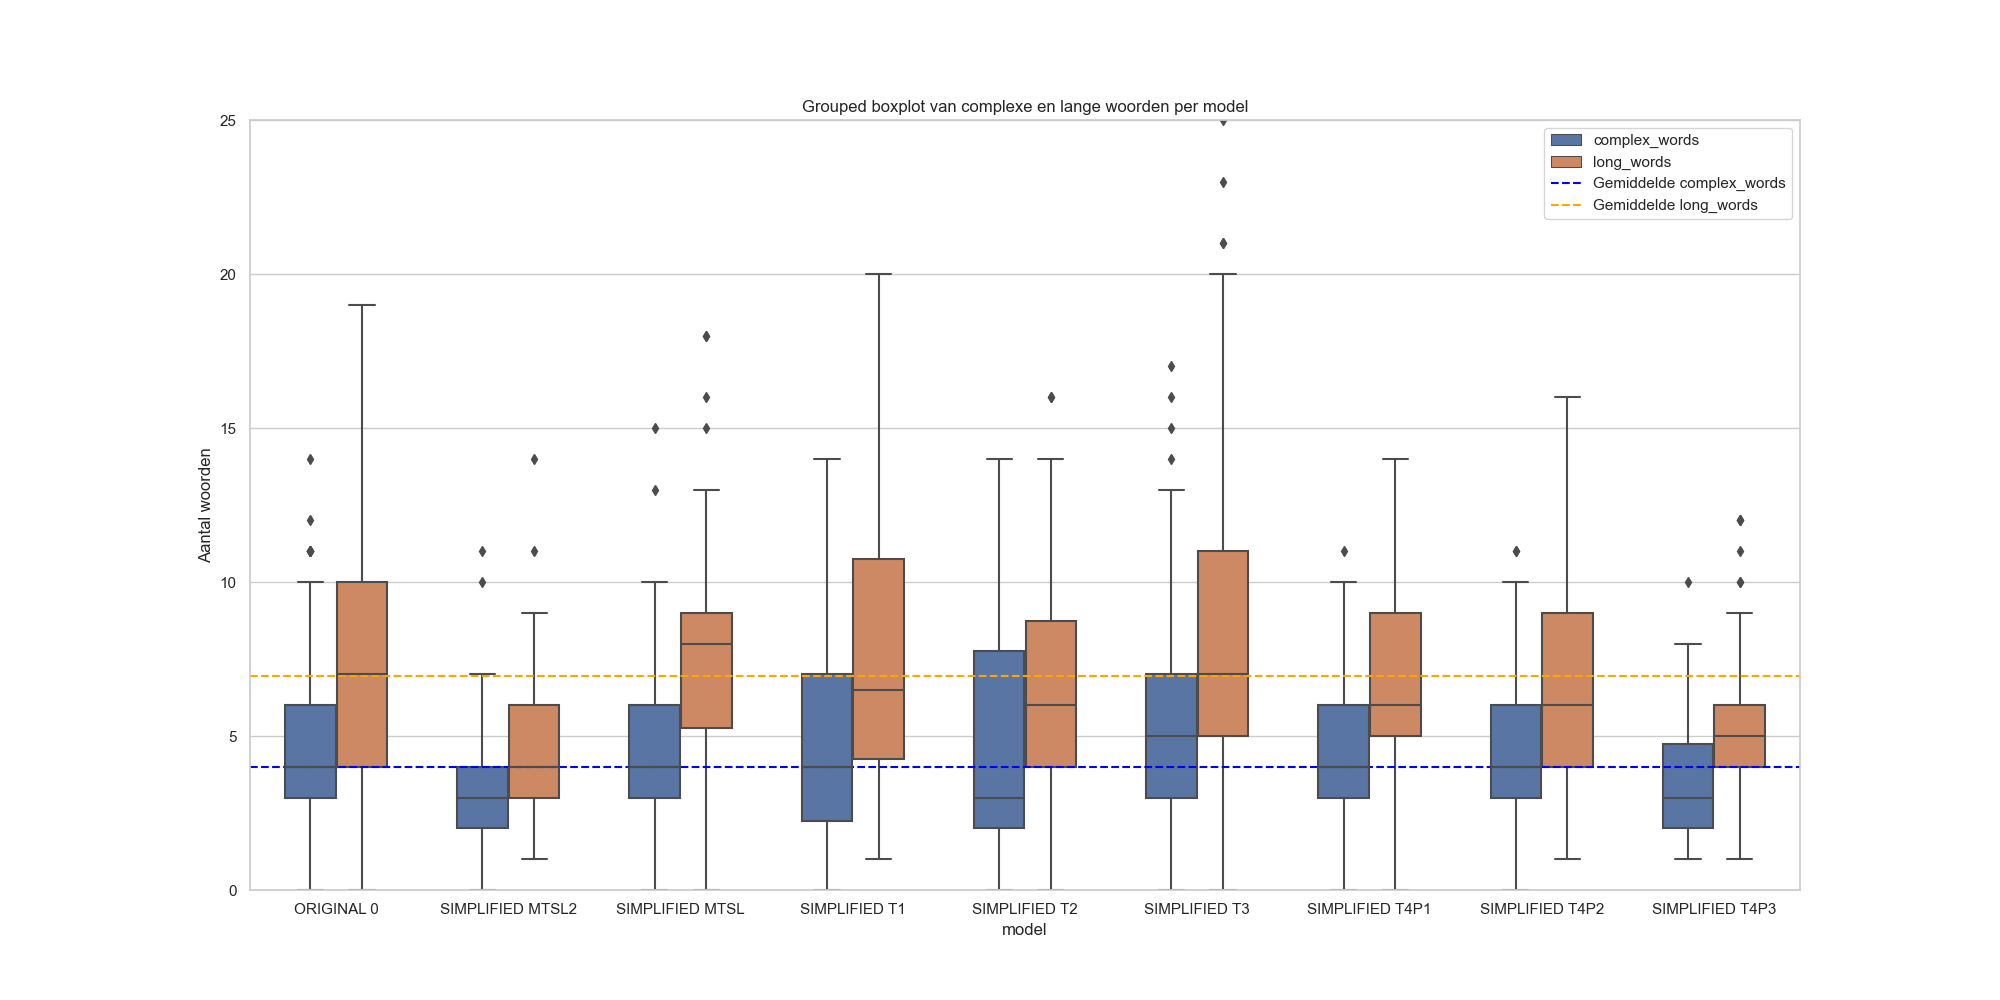 Grouped boxplot van complexe en lange woorden per model
complex_words
long_words
Gemiddelde complex_words
Gemiddelde long_words
Aantal woorden
25
20
15
10
5
0
ORIGINAL 0 SIMPLIFIED MTSL2 SIMPLIFIED MTSL SIMPLIFIED T1 SIMPLIFIED T2 SIMPLIFIED T3 SIMPLIFIED T4P1 SIMPLIFIED T4P2 SIMPLIFIED T4P3
model